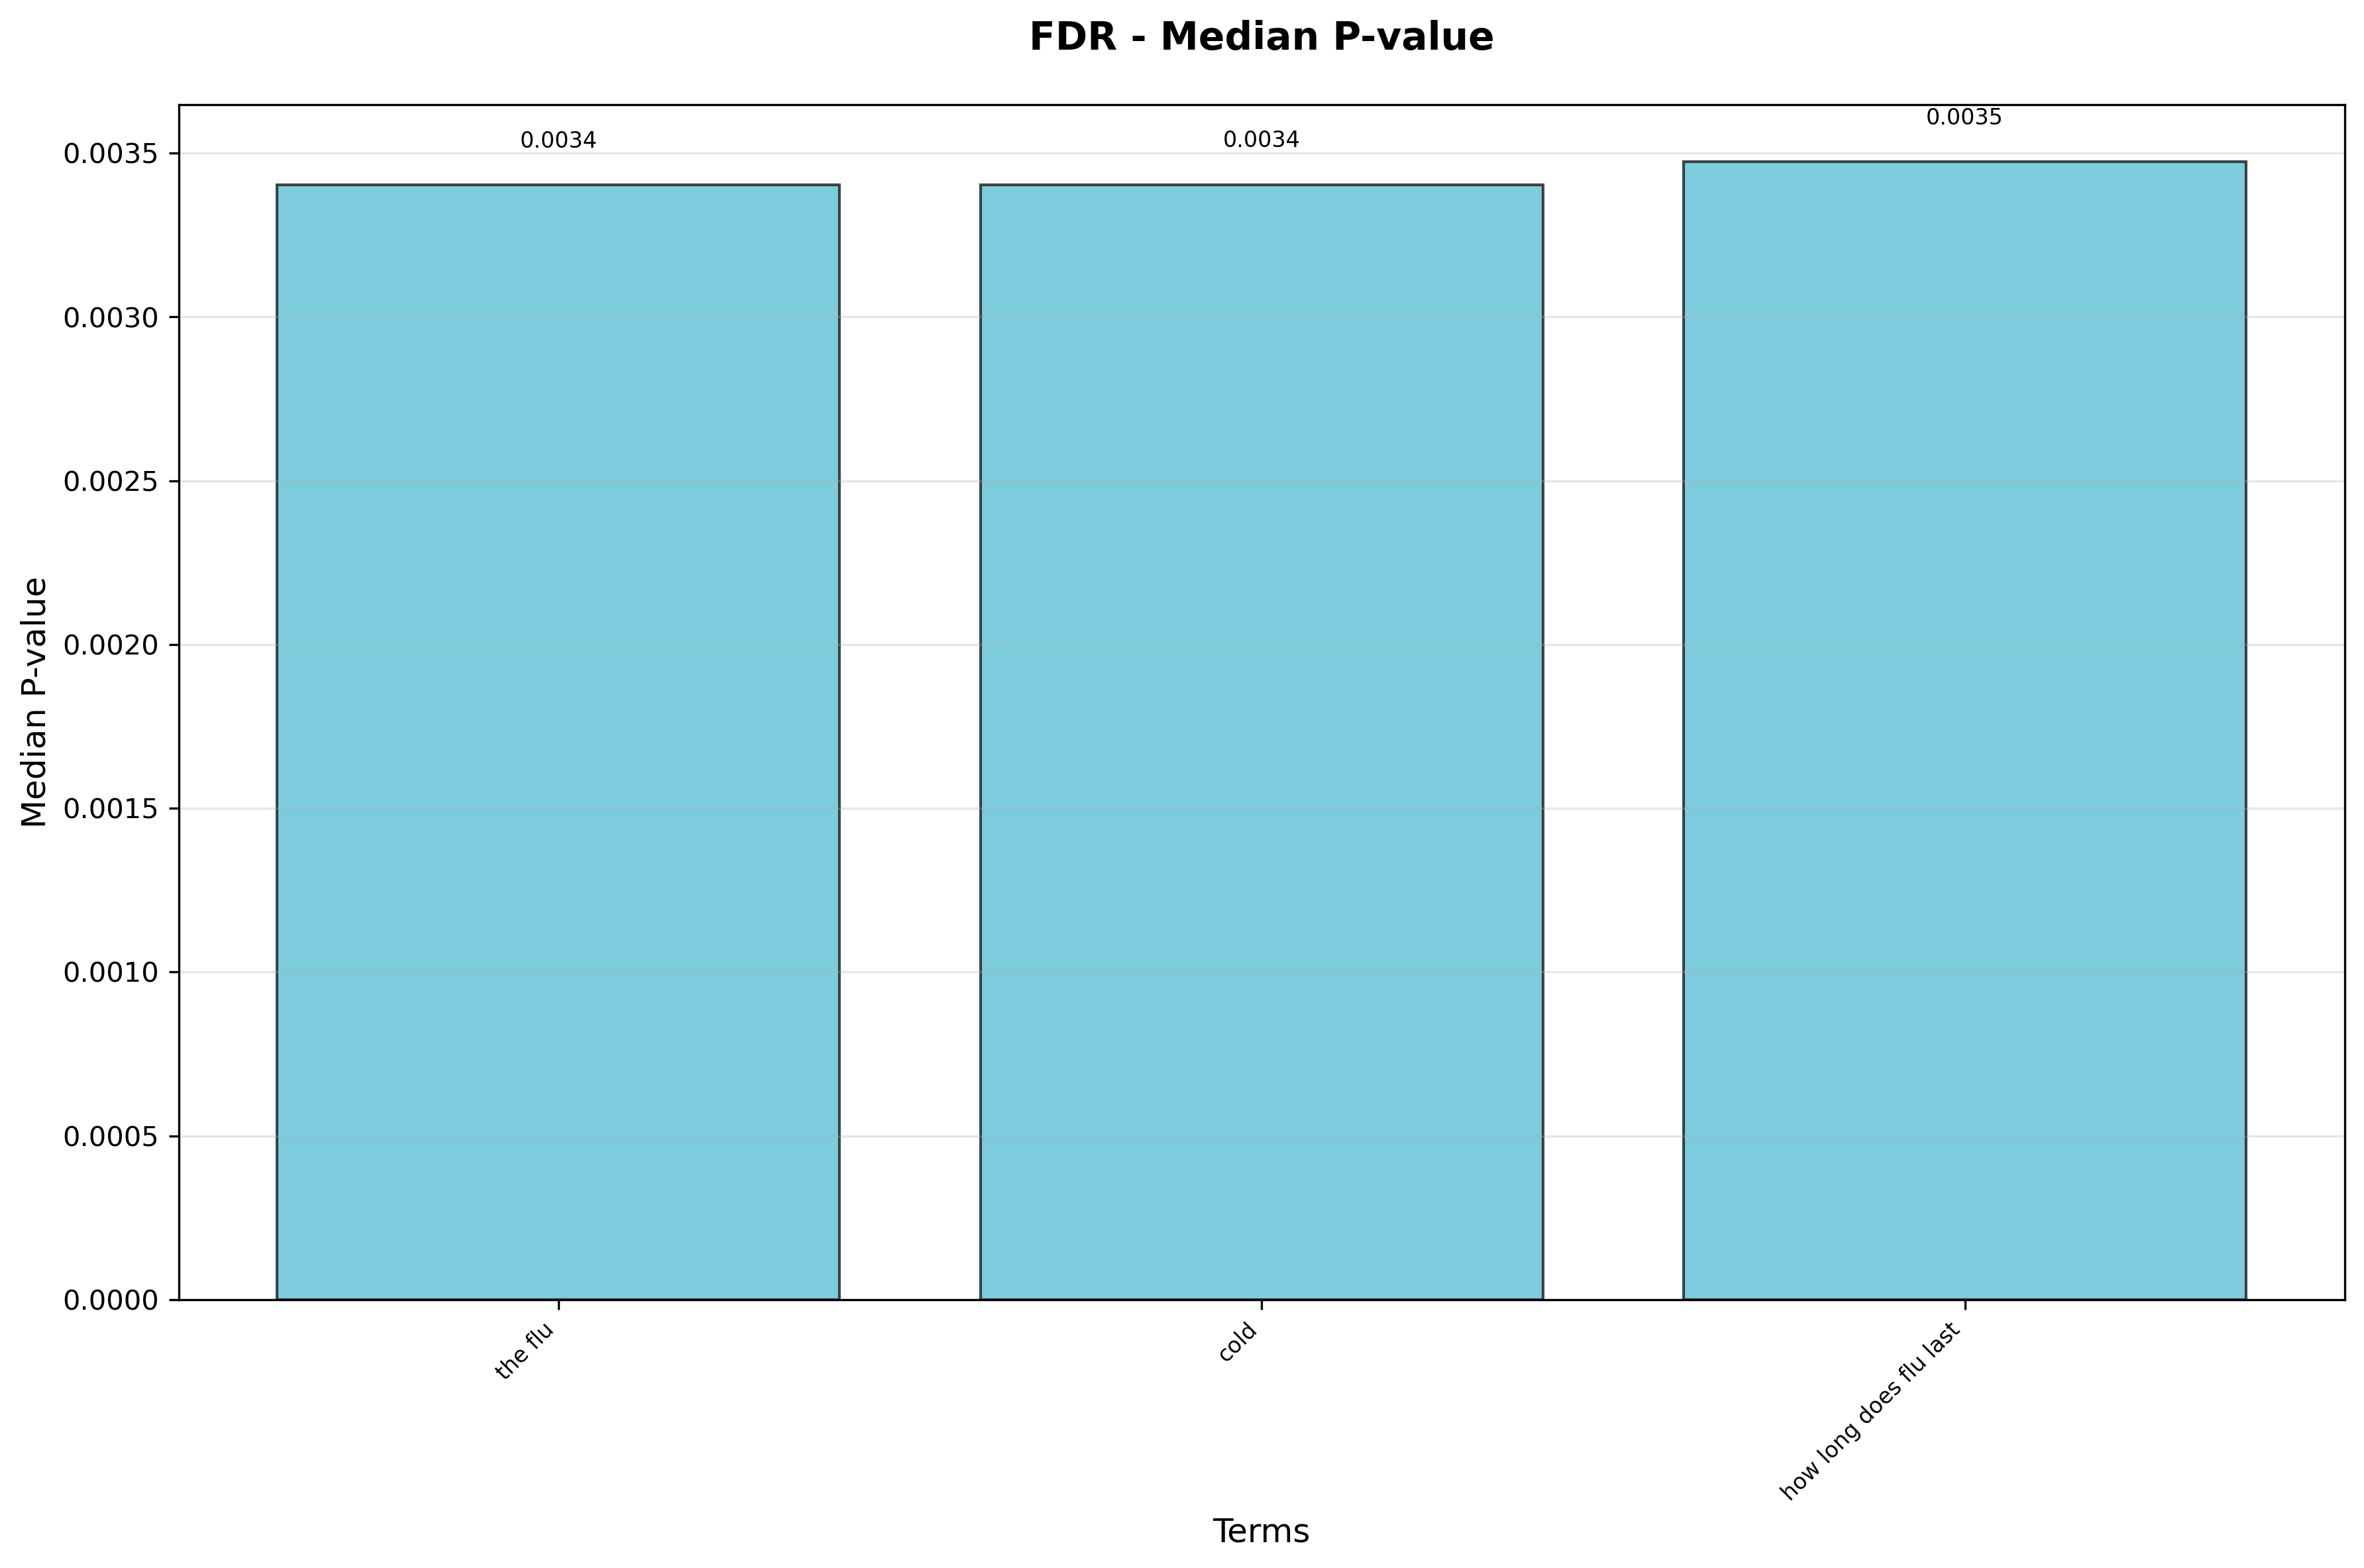 FDR - Median P-value
0.0034
0.0034
0.0035
0.0035
0.0030
0.0025
0.0020
0.0015
0.0010
0.0005
0.0000
Median P-value
the flu
cold
how long does flu last
Terms